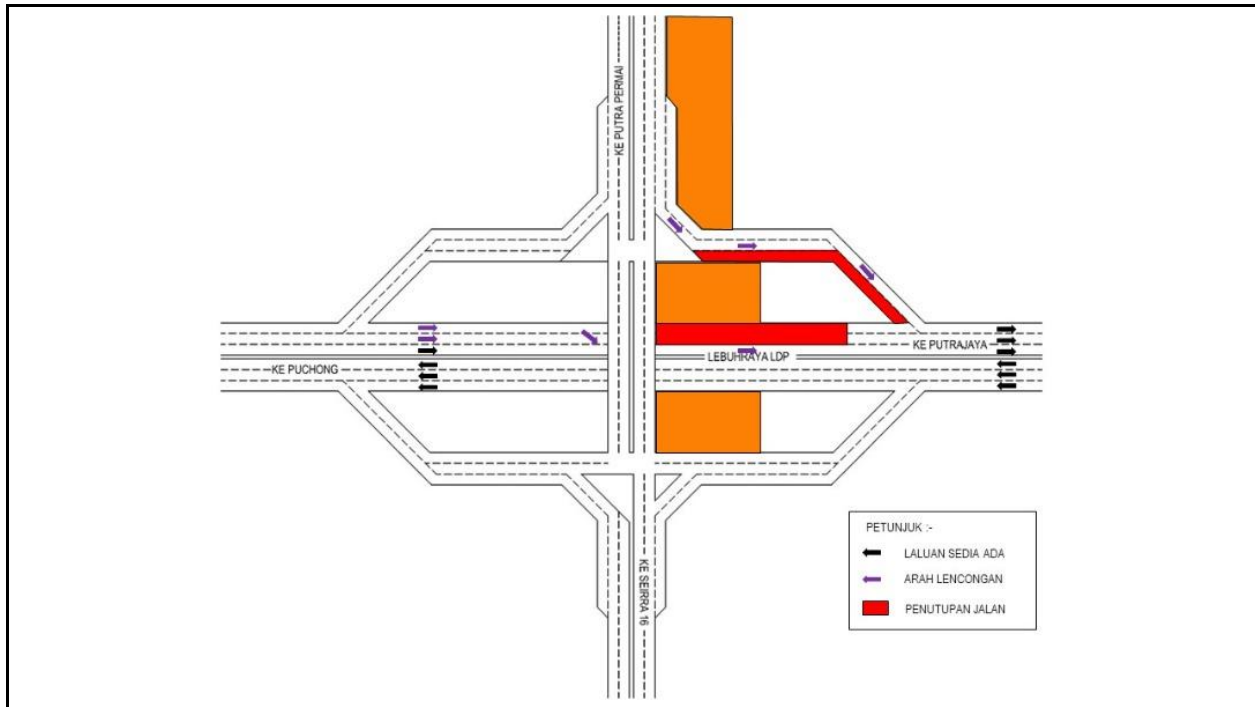 KE PUTRA PERMAI
KE PUTRAJAYA
LEBUHRAYA LDP
KE PUCHONG
KE SEIRRA 16
PETUNJUK :-
LALUAN SEDIA ADA
ARAH LENCONGAN
PENUTUPAN JALAN